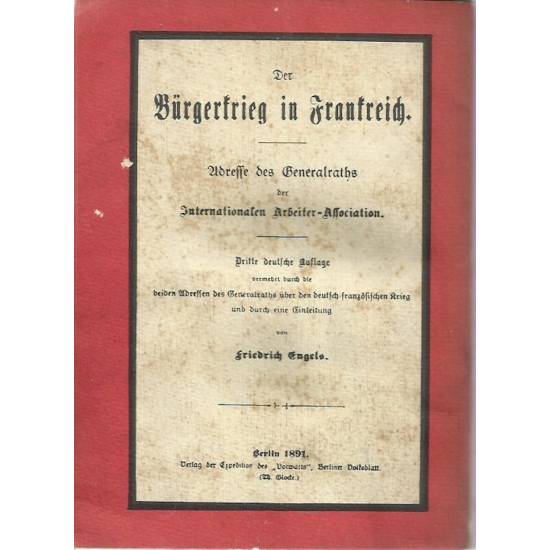 Der
Bürgerkrieg in Frankreich.
Adresse des Generalraths
der
Internationalen Arbeiter-Association.
Dritte deutsche Auflage
vermehrt durch die
beiden Adressen des Generalraths über den deutsch-französischen Krieg
und durch eine Einleitung
von
Friedrich Engels.
Berlin 1891.
Verlag der Expedition des „Vorwärts“, Berliner Volksblatt.
(Th. Glocke.)